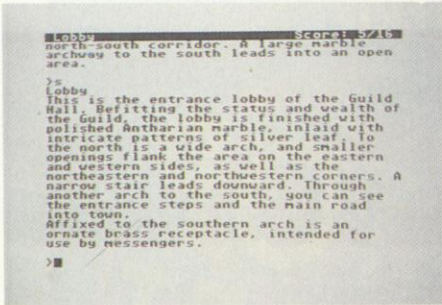 Lobby Score: 5/16
north-south corridor. A large marble
archway to the south leads into an open
area.
>s
Lobby
This is the entrance lobby of the Guild
Hall. Befitting the status and wealth of
the Guild, the lobby is finished with
polished Antharian marble, inlaid with
intricate patterns of silver leaf. To
the north is a wide arch, and smaller
openings flank the area on the eastern
and western sides, as well as the
northeastern and northwestern corners. A
narrow stair leads downward. Through
another arch to the south, you can see
the entrance steps and the main road
into town.
Affixed to the southern arch is an
ornate brass receptacle, intended for
use by messengers.
>